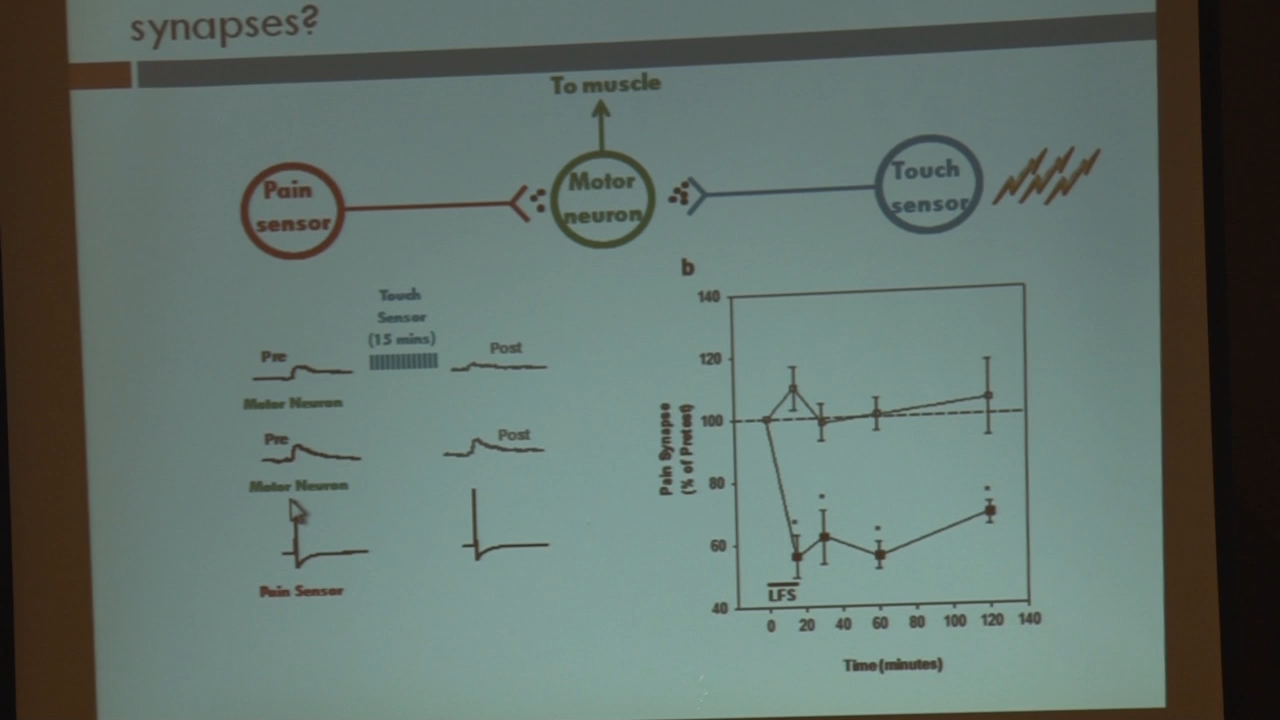 synapses?
To muscle
Pain
sensor
Motor
neuron
Touch
sensor
Touch
Sensor
(15 mins)
Pre
Post
Motor Neuron
Pre
Post
Motor Neuron
Pain Sensor
b
140
120
100
80
60
40
Pain Synapse
(% of Pretest)
LFS
0 20 40 60 80 100 120 140
Time (minutes)